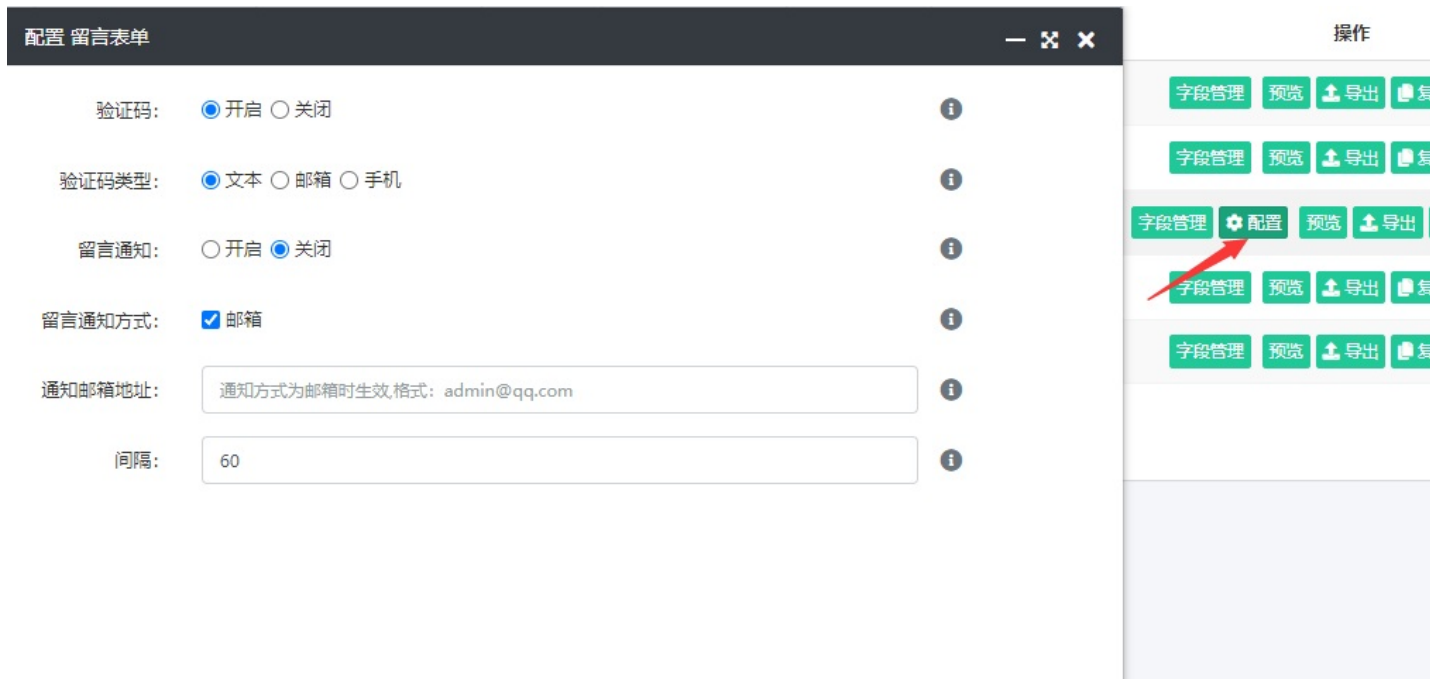 配置 留言表单
验证码: 开启 关闭
验证码类型: 文本 邮箱 手机
留言通知: 开启 关闭
留言通知方式: 邮箱
通知邮箱地址: 通知方式为邮箱时生效,格式：admin@qq.com
间隔: 60
操作
字段管理 预览 导出
字段管理 预览 导出
字段管理 配置 预览 导出
字段管理 预览 导出
字段管理 预览 导出